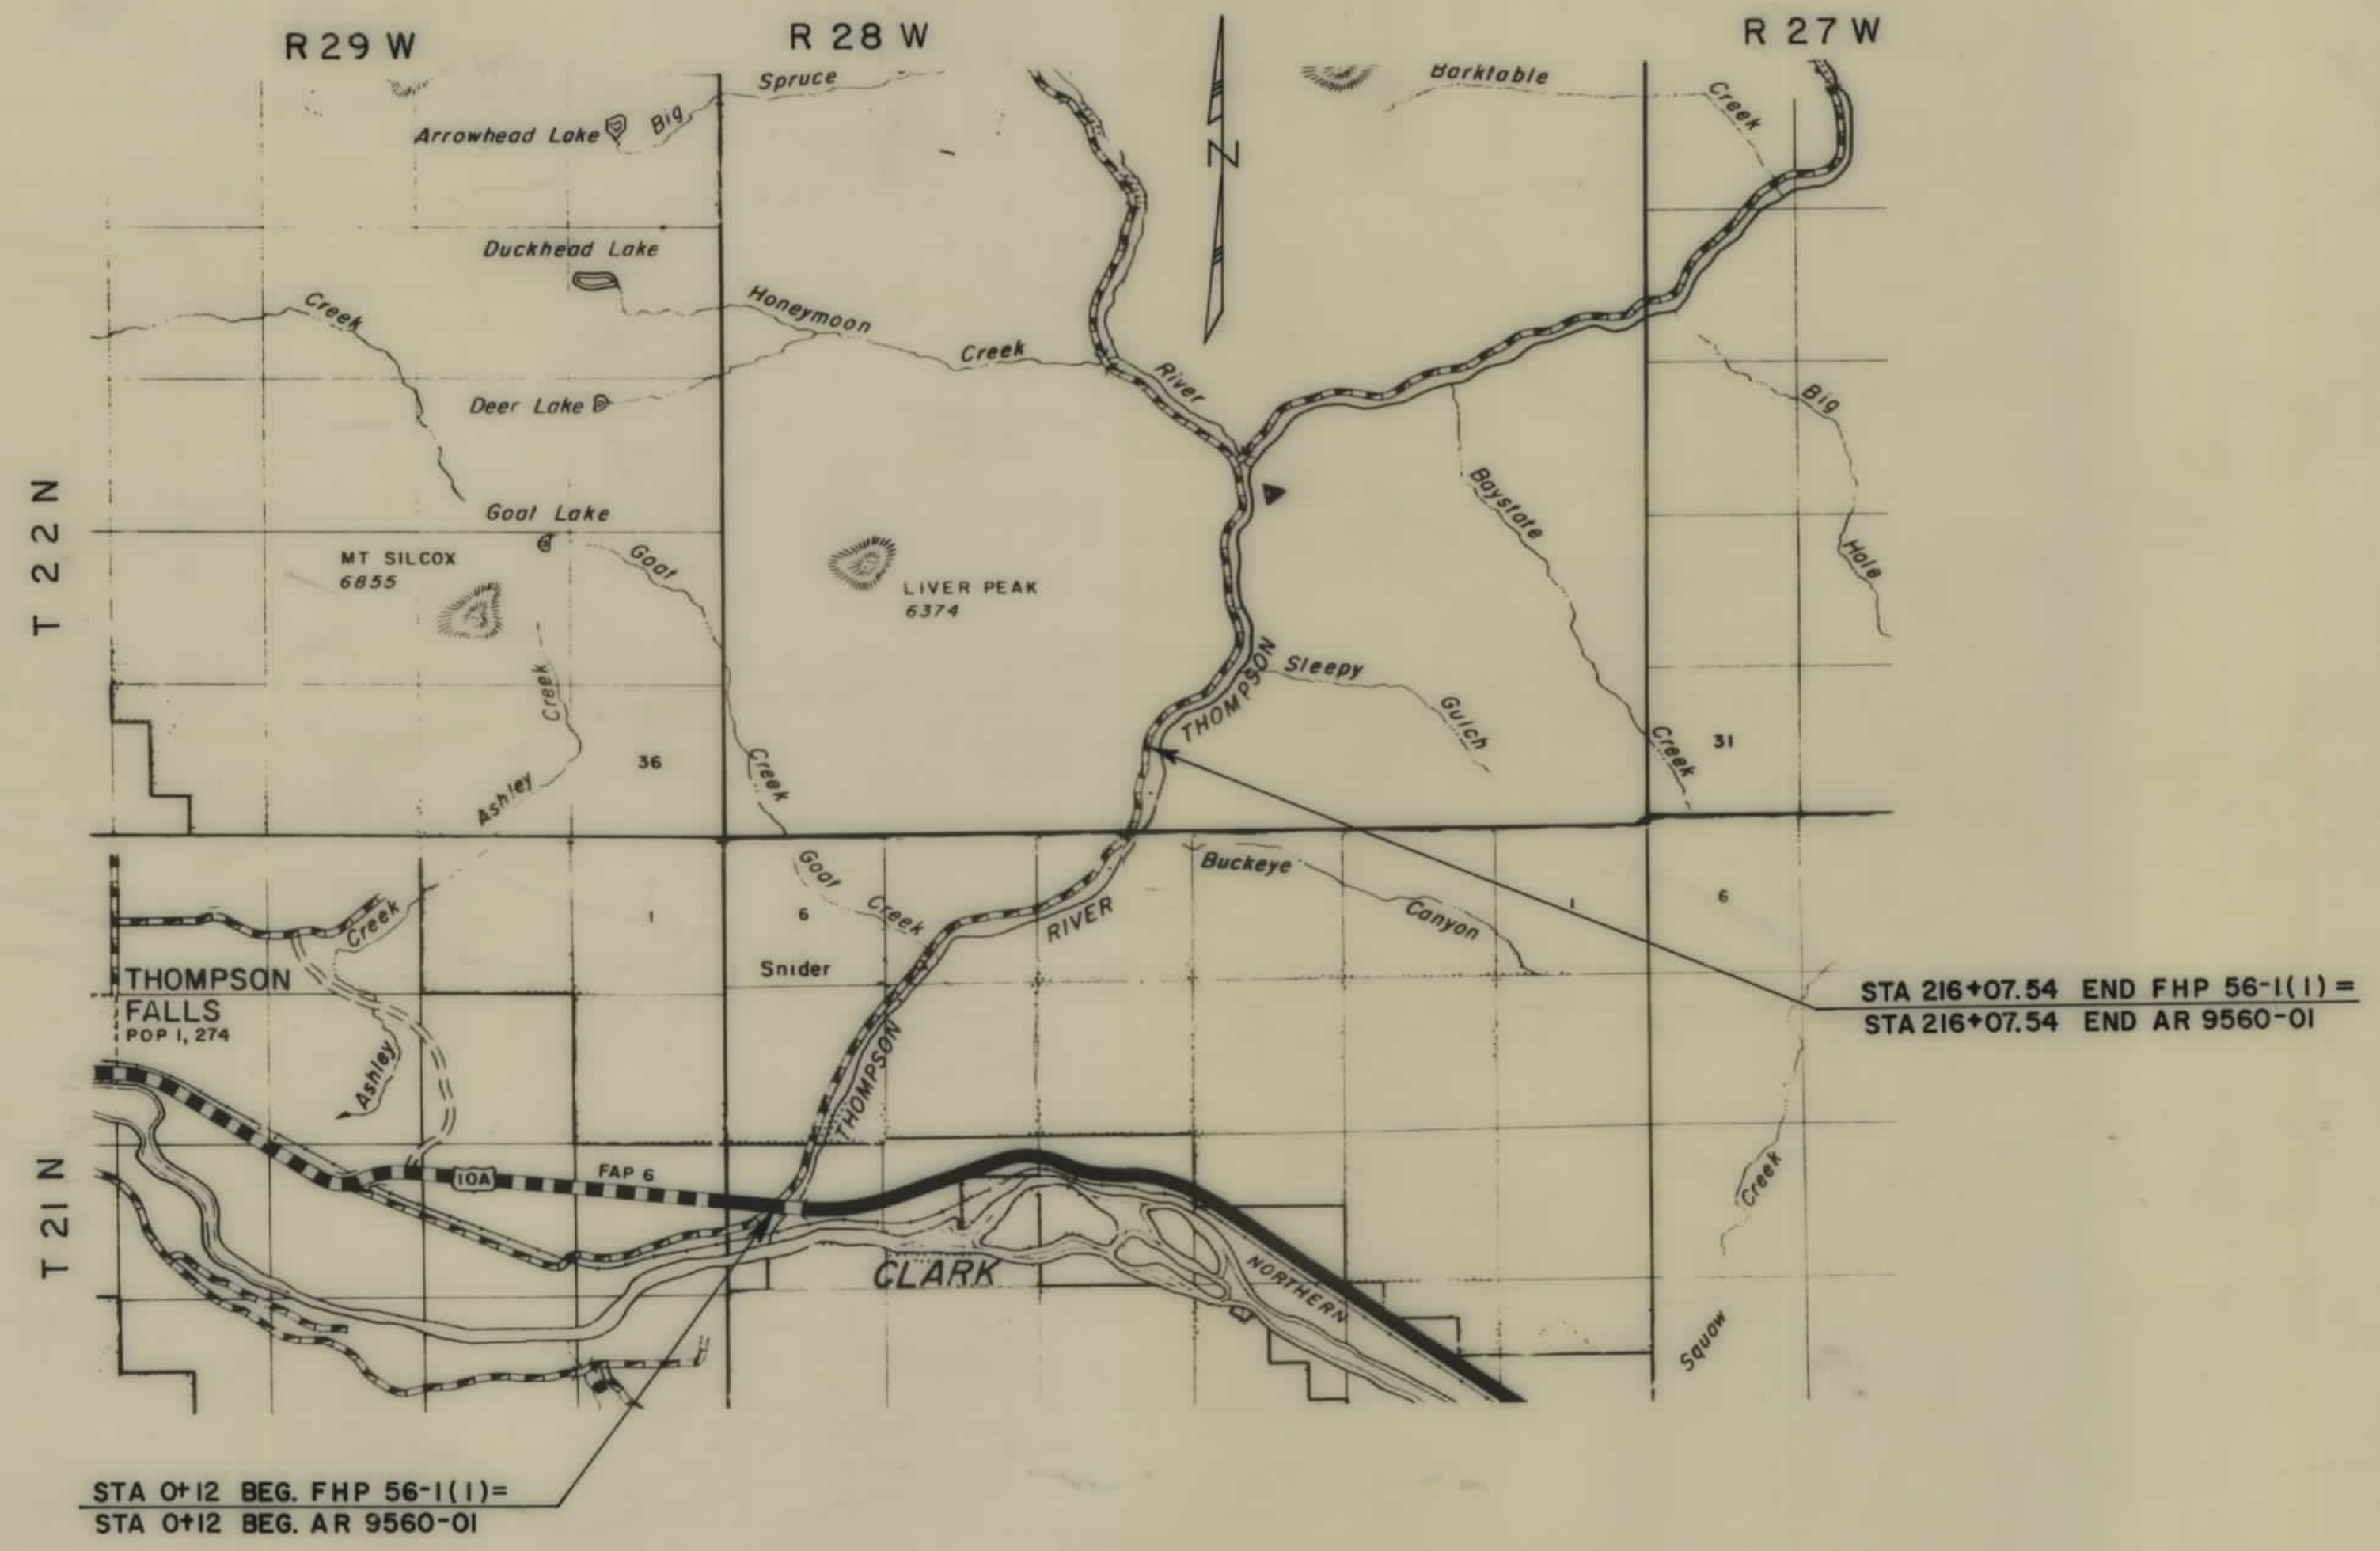 R 29 W
R 28 W
R 27 W
Spruce
Barktable
Creek
Arrowhead Lake
Big
N
Duckhead Lake
Creek
Honeymoon
Creek
River
Deer Lake
Big
T 22 N
Goat Lake
Baystate
Hole
MT SILCOX
6855
Goat
LIVER PEAK
6374
Creek
THOMPSON
Sleepy
Gulch
36
Creek
Creek
31
Ashley
Goat
Buckeye
Creek
1
6
Creek
RIVER
Canyon
1
6
THOMPSON
FALLS
POP 1,274
Snider
STA 216+07.54 END FHP 56-1(1)=
STA 216+07.54 END AR 9560-01
Ashley
THOMPSON
T 21 N
10A
FAP 6
Creek
CLARK
NORTHERN
Squaw
STA 0+12 BEG. FHP 56-1(1)=
STA 0+12 BEG. AR 9560-01